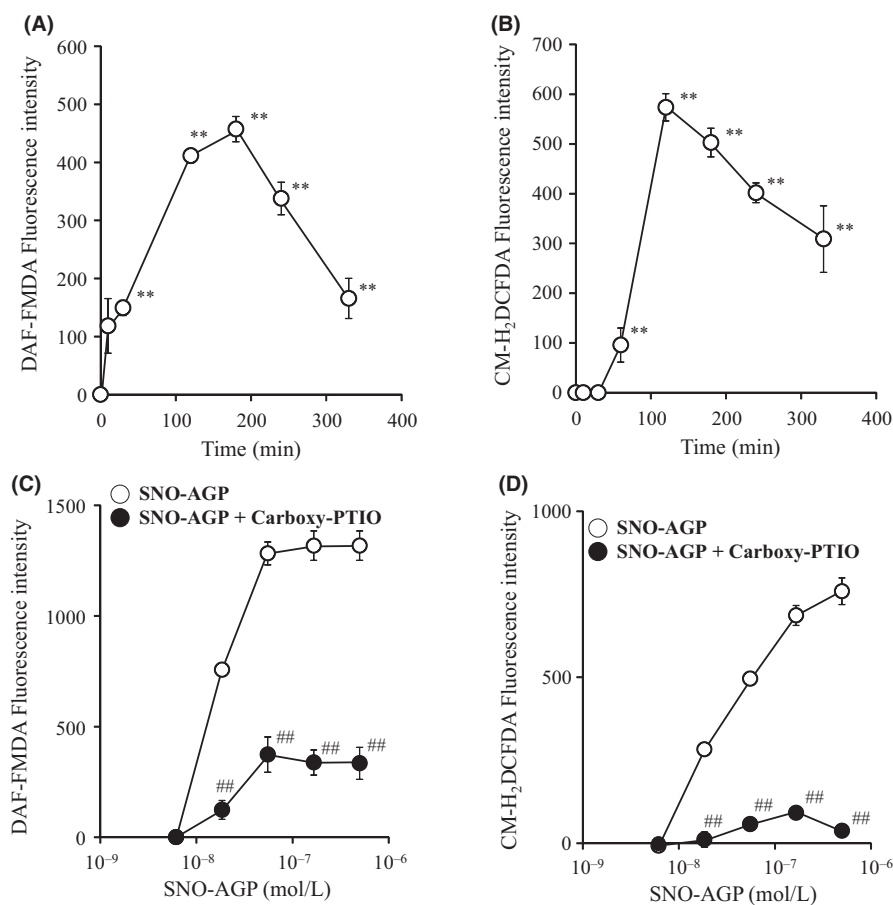 (A)
600
500
400
300
200
100
0
DAF-FMDA Fluorescence intensity
**
**
**
**
**
0 100 200 300 400
Time (min)
(B)
700
600
500
400
300
200
100
0
CM-H₂DCFDA Fluorescence intensity
**
**
**
**
**
0 100 200 300 400
Time (min)
(C)
SNO-AGP
SNO-AGP + Carboxy-PTIO
1500
1000
500
0
DAF-FMDA Fluorescence intensity
##
##
##
##
10⁻⁹ 10⁻⁸ 10⁻⁷ 10⁻⁶
SNO-AGP (mol/L)
(D)
SNO-AGP
SNO-AGP + Carboxy-PTIO
1000
500
0
CM-H₂DCFDA Fluorescence intensity
##
##
##
##
10⁻⁹ 10⁻⁸ 10⁻⁷ 10⁻⁶
SNO-AGP (mol/L)